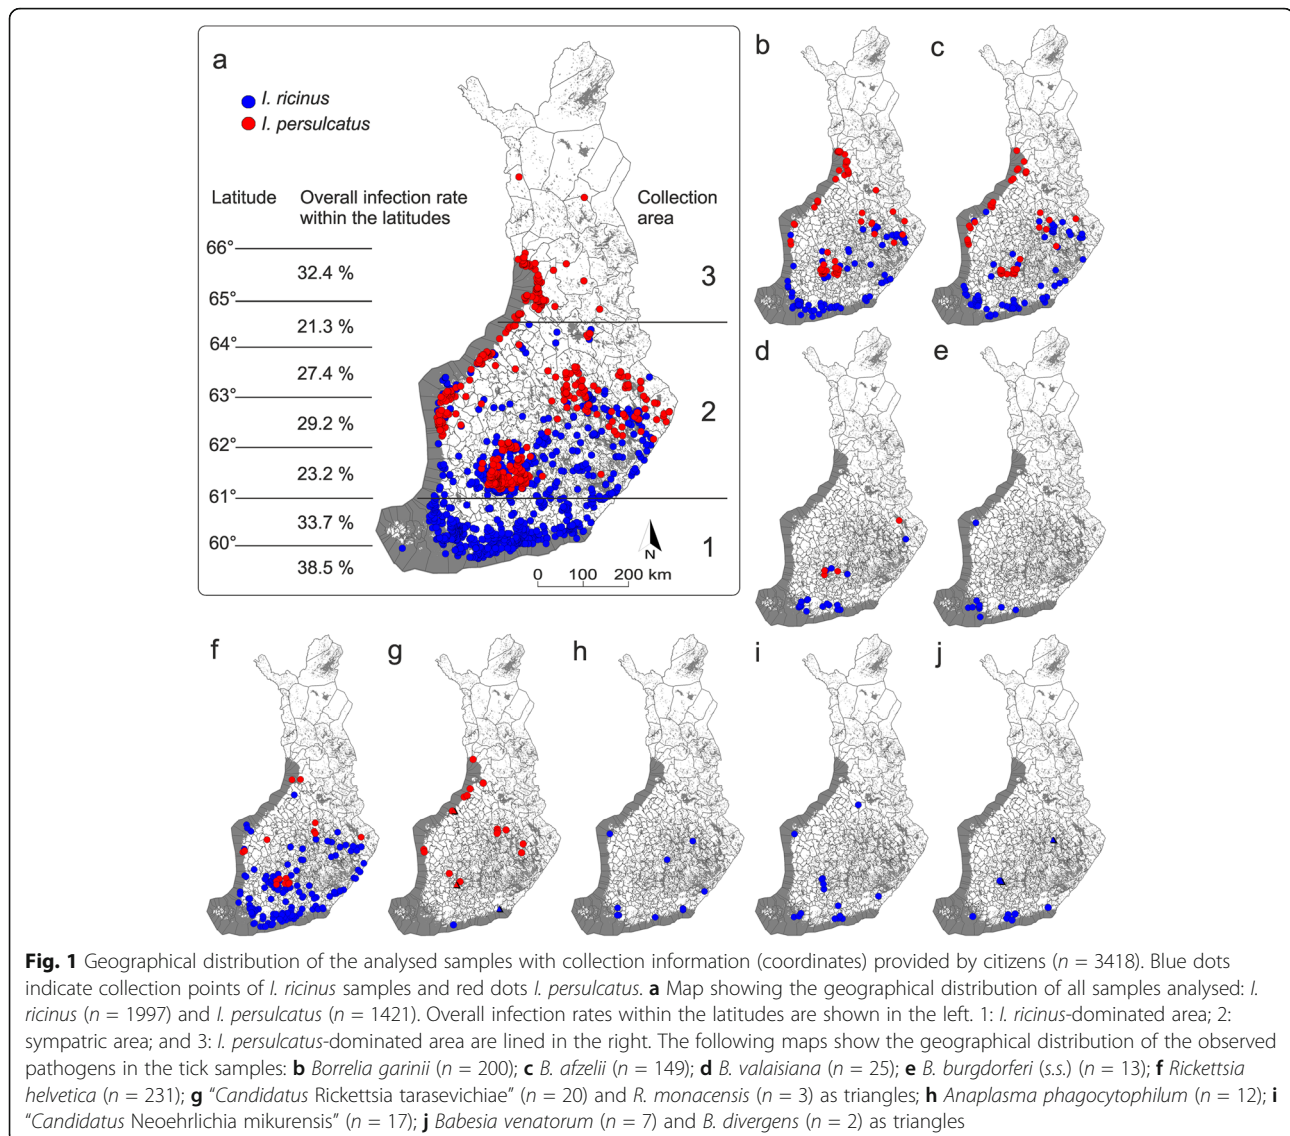 a
I. ricinus
I. persulcatus
Latitude
Overall infection rate
within the latitudes
Collection
area
66°
32.4 %
65°
21.3 %
64°
27.4 %
63°
29.2 %
62°
23.2 %
61°
33.7 %
60°
38.5 %
3
2
1
N
0 100 200 km
b
c
d
e
f
g
h
i
j
Fig. 1 Geographical distribution of the analysed samples with collection information (coordinates) provided by citizens (n = 3418). Blue dots
indicate collection points of I. ricinus samples and red dots I. persulcatus. a Map showing the geographical distribution of all samples analysed: I.
ricinus (n = 1997) and I. persulcatus (n = 1421). Overall infection rates within the latitudes are shown in the left. 1: I. ricinus-dominated area; 2:
sympatric area; and 3: I. persulcatus-dominated area are lined in the right. The following maps show the geographical distribution of the observed
pathogens in the tick samples: b Borrelia garinii (n = 200); c B. afzelii (n = 149); d B. valaisiana (n = 25); e B. burgdorferi (s.s.) (n = 13); f Rickettsia
helvetica (n = 231); g “Candidatus Rickettsia tarasevichiae” (n = 20) and R. monacensis (n = 3) as triangles; h Anaplasma phagocytophilum (n = 12); i
“Candidatus Neoehrlichia mikurensis” (n = 17); j Babesia venatorum (n = 7) and B. divergens (n = 2) as triangles